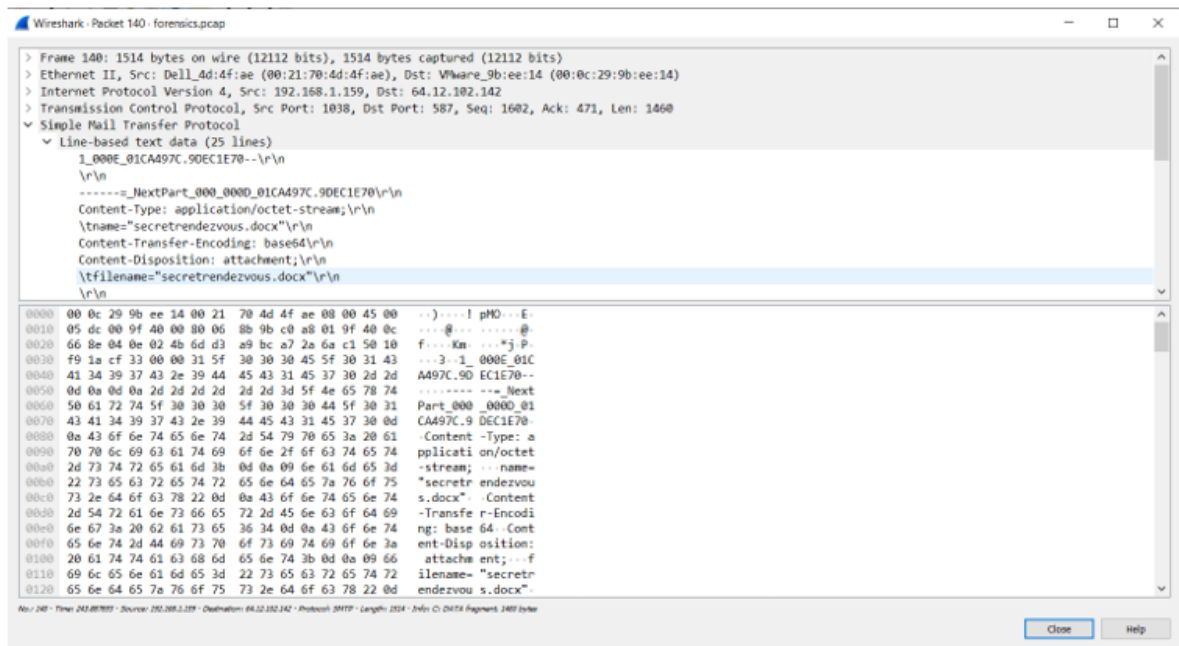 Wireshark · Packet 140 · forensics.pcap
Frame 140: 1514 bytes on wire (12112 bits), 1514 bytes captured (12112 bits)
Ethernet II, Src: Dell_4d:4f:ae (00:21:70:4d:4f:ae), Dst: VMware_9b:ee:14 (00:0c:29:9b:ee:14)
Internet Protocol Version 4, Src: 192.168.1.159, Dst: 64.12.102.142
Transmission Control Protocol, Src Port: 1038, Dst Port: 587, Seq: 1602, Ack: 471, Len: 1460
Simple Mail Transfer Protocol
Line-based text data (25 lines)
1_000E_01CA497C.9DEC1E70--\r\n
\r\n
------=_NextPart_000_000D_01CA497C.9DEC1E70\r\n
Content-Type: application/octet-stream;\r\n
\tname="secretrendezvous.docx"\r\n
Content-Transfer-Encoding: base64\r\n
Content-Disposition: attachment;\r\n
\tfilename="secretrendezvous.docx"\r\n
\r\n
0000 00 0c 29 9b ee 14 00 21 70 4d 4f ae 08 00 45 00 ··)····! pMO···E·
0010 05 dc 00 9f 40 00 80 06 8b 9b c0 a8 01 9f 40 0c ····@··· ······@·
0020 66 8e 04 0e 02 4b 6d d3 a9 bc a7 2a 6a c1 50 10 f····Km· ···*j·P·
0030 f9 1a cf 33 00 00 31 5f 30 30 30 45 5f 30 31 43 ···3··1_ 000E_01C
0040 41 34 39 37 43 2e 39 44 45 43 31 45 37 30 2d 2d A497C.9D EC1E70--
0050 0d 0a 0d 0a 2d 2d 2d 2d 2d 2d 3d 5f 4e 65 78 74 ····---- --=_Next
0060 50 61 72 74 5f 30 30 30 5f 30 30 30 44 5f 30 31 Part_000 _000D_01
0070 43 41 34 39 37 43 2e 39 44 45 43 31 45 37 30 0d CA497C.9 DEC1E70·
0080 0a 43 6f 6e 74 65 6e 74 2d 54 79 70 65 3a 20 61 ·Content -Type: a
0090 70 70 6c 69 63 61 74 69 6f 6e 2f 6f 63 74 65 74 pplicati on/octet
00a0 2d 73 74 72 65 61 6d 3b 0d 0a 09 6e 61 6d 65 3d -stream; ···name=
00b0 22 73 65 63 72 65 74 72 65 6e 64 65 7a 76 6f 75 "secretr endezvou
00c0 73 2e 64 6f 63 78 22 0d 0a 43 6f 6e 74 65 6e 74 s.docx"· ·Content
00d0 2d 54 72 61 6e 73 66 65 72 2d 45 6e 63 6f 64 69 -Transfe r-Encodi
00e0 6e 67 3a 20 62 61 73 65 36 34 0d 0a 43 6f 6e 74 ng: base 64··Cont
00f0 65 6e 74 2d 44 69 73 70 6f 73 69 74 69 6f 6e 3a ent-Disp osition:
0100 20 61 74 74 61 63 68 6d 65 6e 74 3b 0d 0a 09 66 attachm ent;···f
0110 69 6c 65 6e 61 6d 65 3d 22 73 65 63 72 65 74 72 ilename= "secretr
0120 65 6e 64 65 7a 76 6f 75 73 2e 64 6f 63 78 22 0d endezvou s.docx"·
No.: 140 · Time: 243.887693 · Source: 192.168.1.159 · Destination: 64.12.102.142 · Protocol: SMTP · Length: 1514 · Info: C: DATA fragment, 1460 bytes
Close
Help